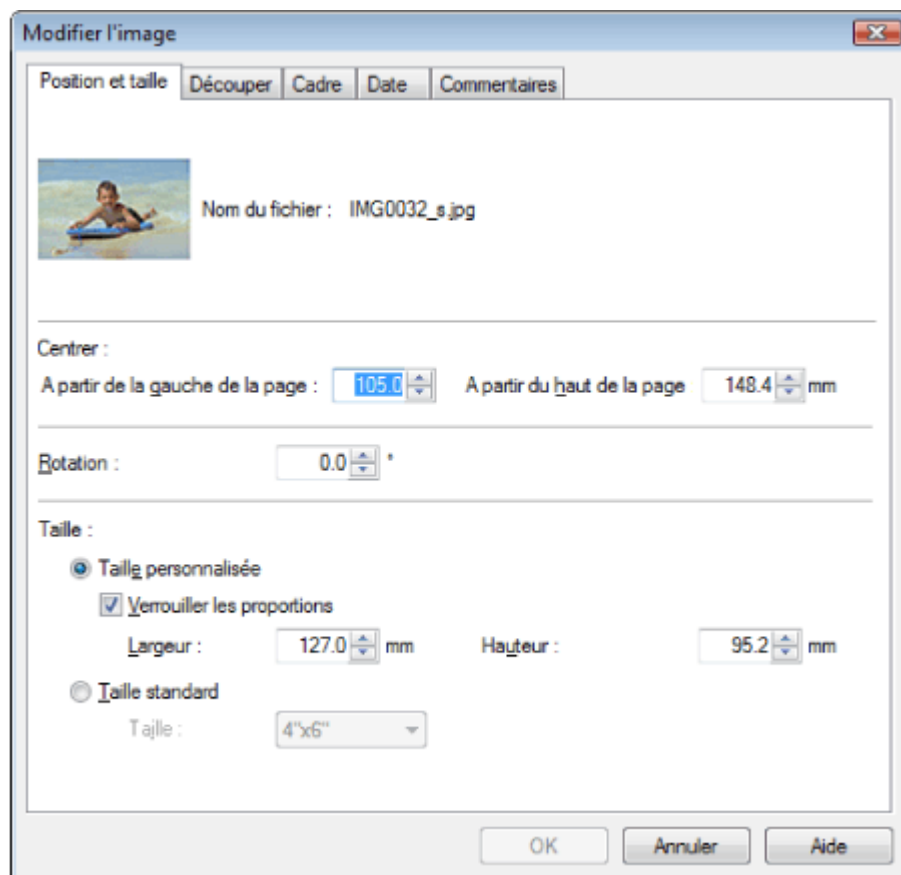 Modifier l'image
Position et taille Découper Cadre Date Commentaires
Nom du fichier : IMG0032_s.jpg
Centrer :
A partir de la gauche de la page : 105.0 A partir du haut de la page 148.4 mm
Rotation : 0.0 °
Taille :
Taille personnalisée
Verrouiller les proportions
Largeur : 127.0 mm Hauteur : 95.2 mm
Taille standard
Taille : 4"x6"
OK Annuler Aide